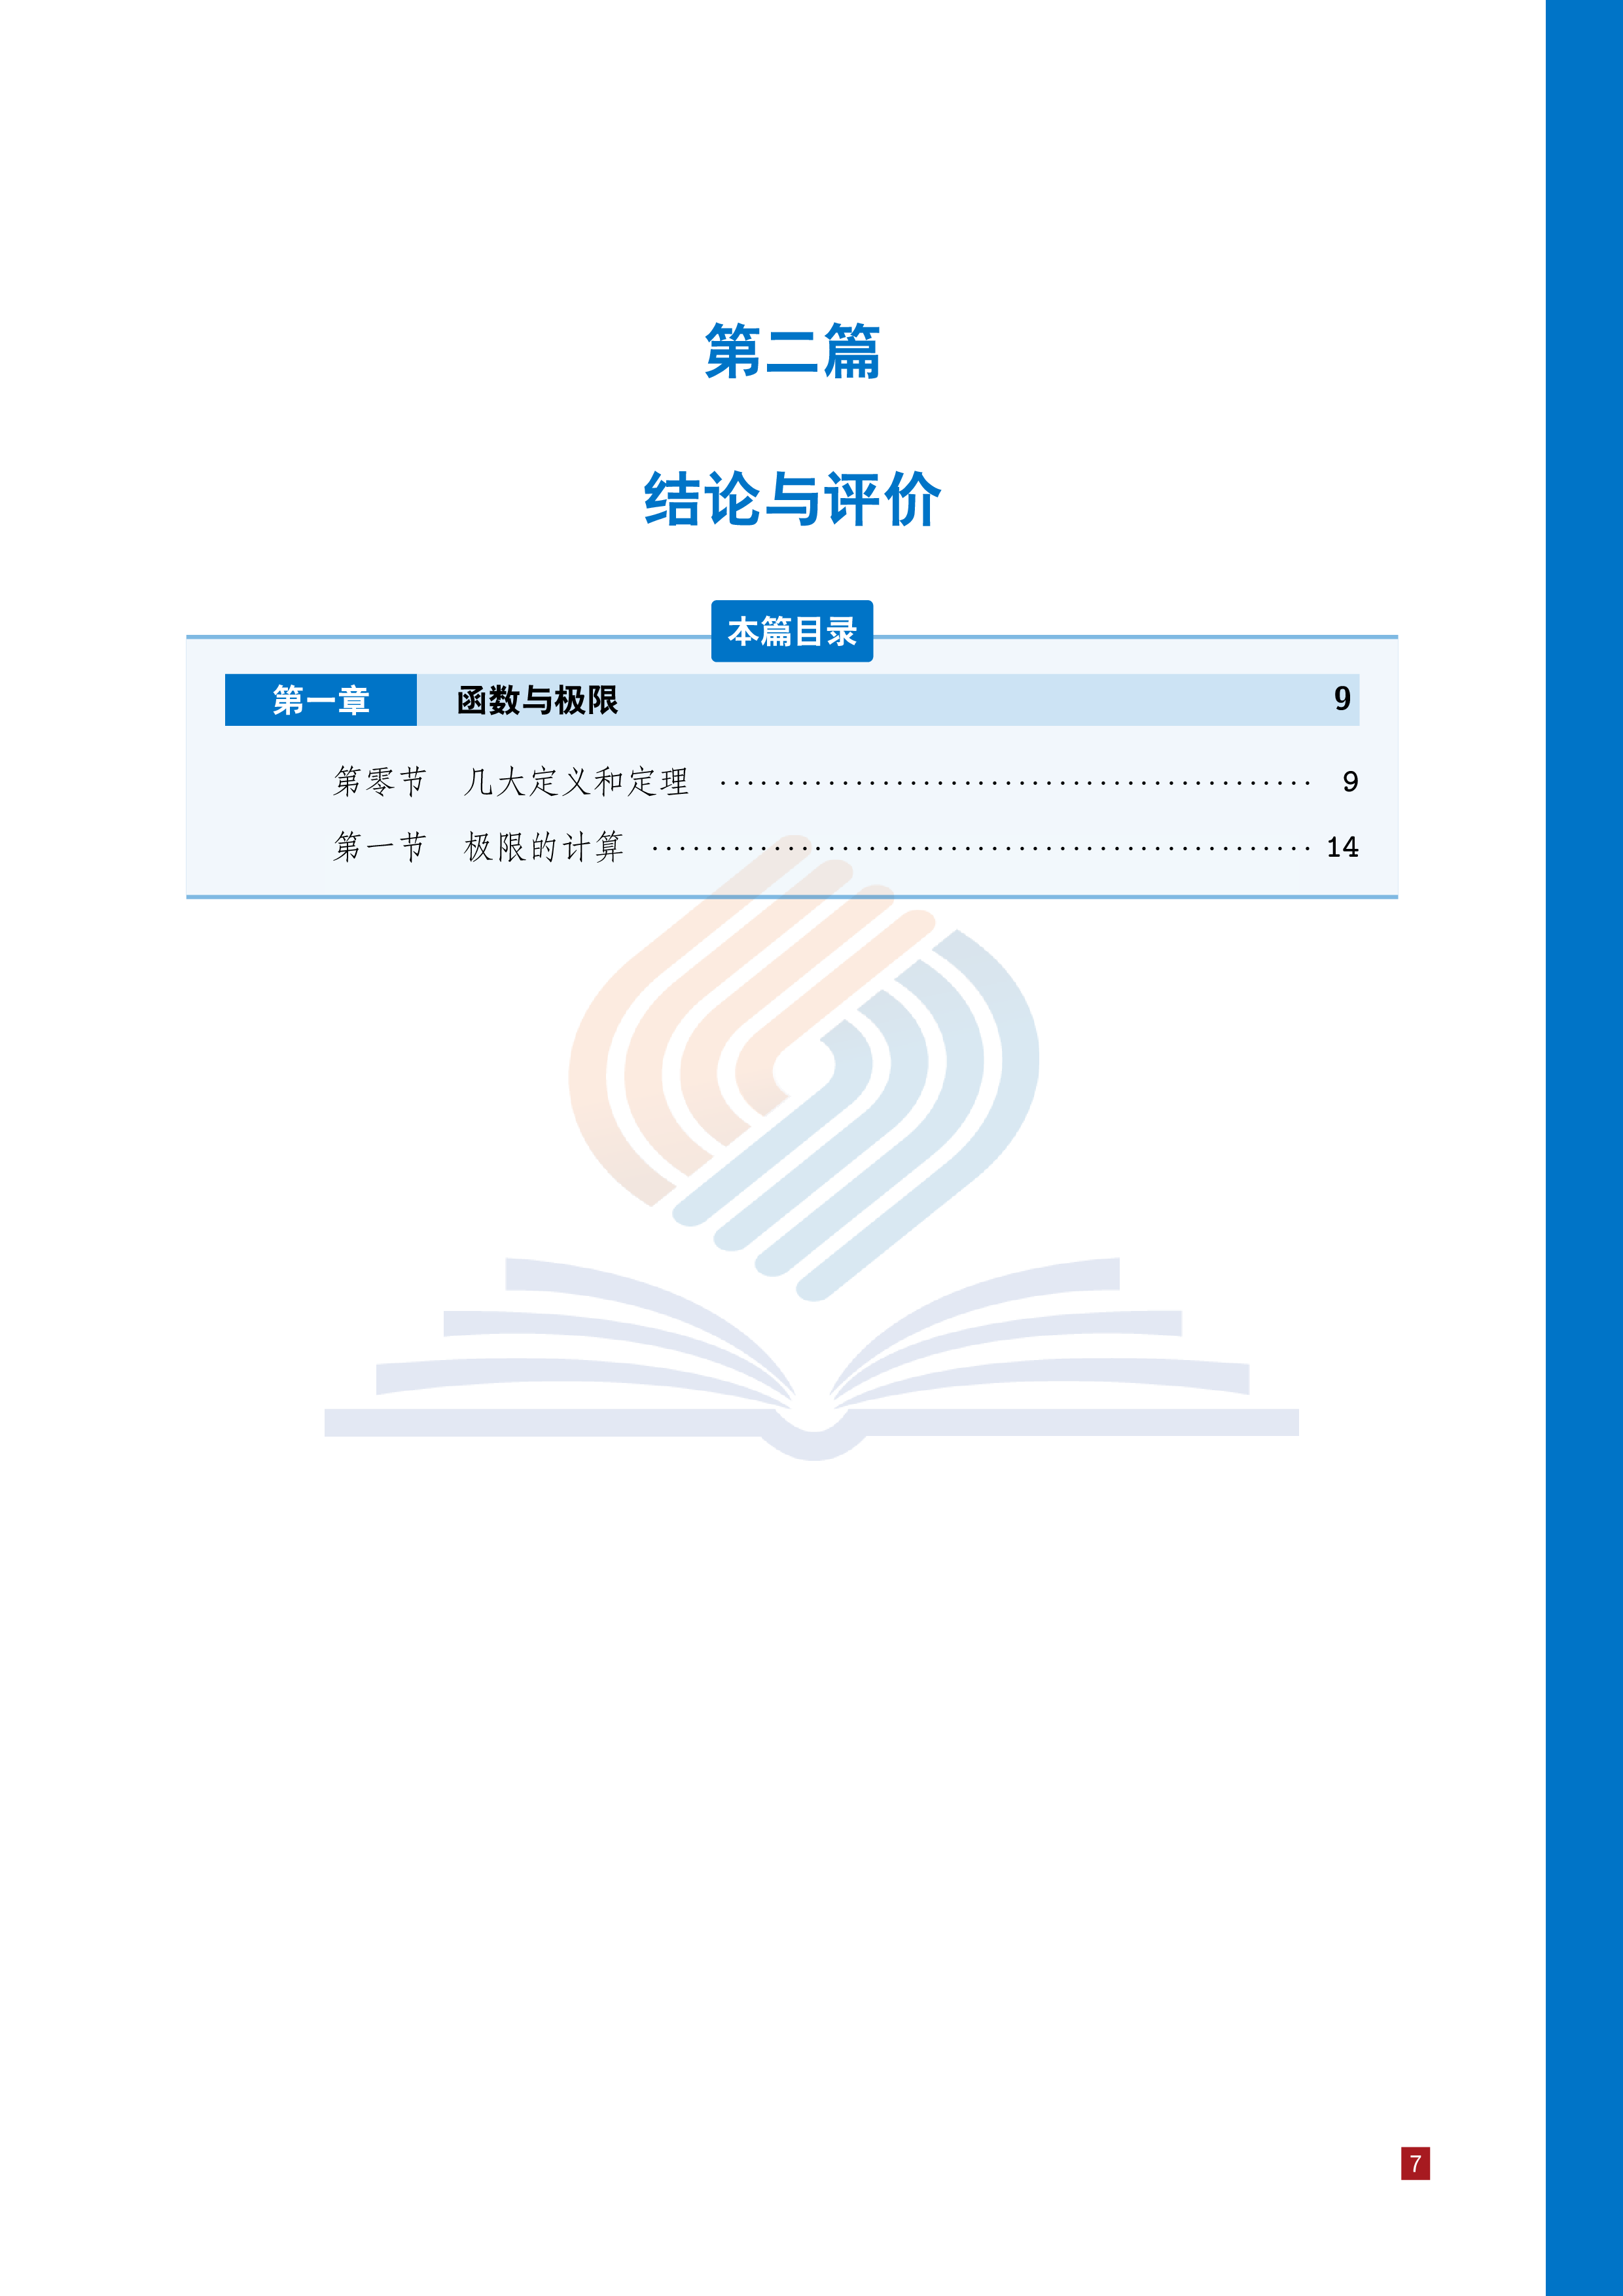 第二篇
结论与评价
本篇目录
第一章 函数与极限 9
第零节 几大定义和定理 ............................................ 9
第一节 极限的计算 ................................................. 14
7